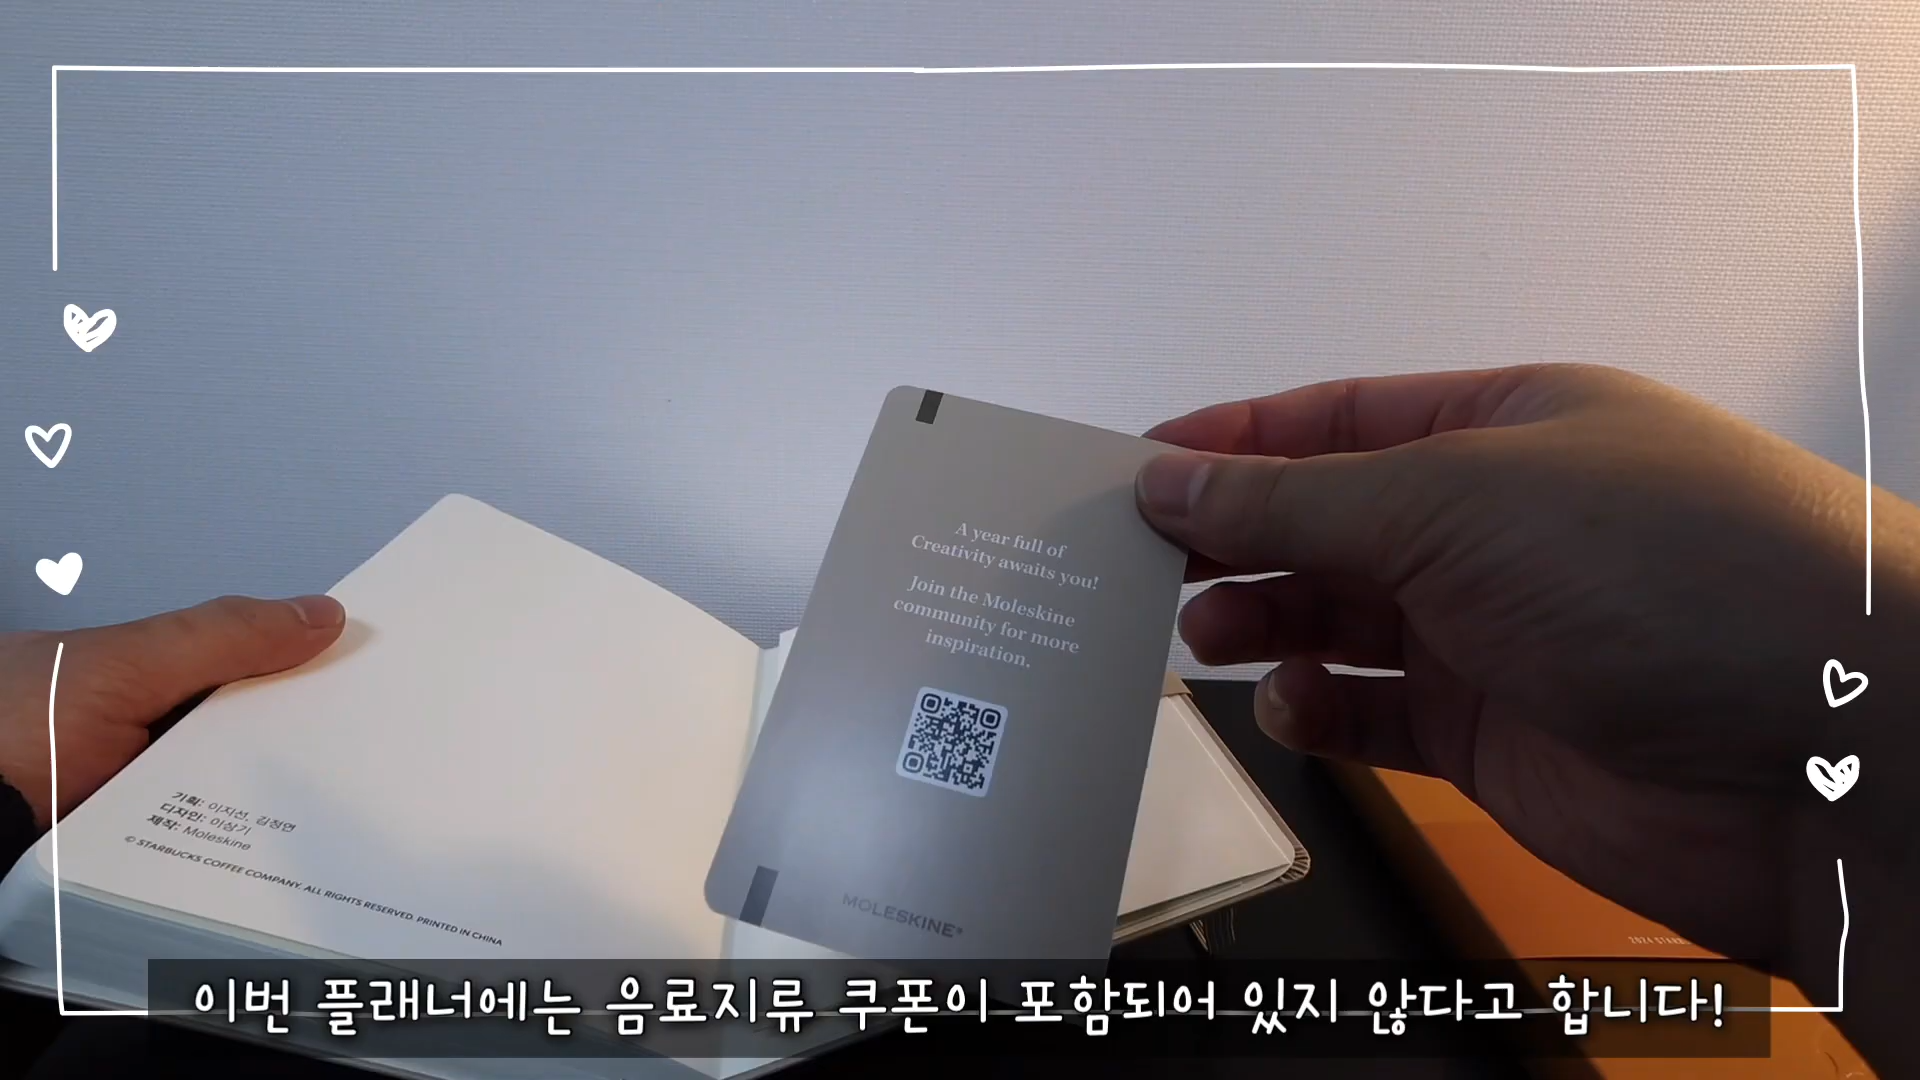 A year full of
Creativity awaits you!
Join the Moleskine
community for more
inspiration.
MOLESKINE®
기획: 이지선, 김정연
디자인: 이상기
제작: Moleskine
© STARBUCKS COFFEE COMPANY. ALL RIGHTS RESERVED. PRINTED IN CHINA
2024
이번 플래너에는 음료지류 쿠폰이 포함되어 있지 않다고 합니다!